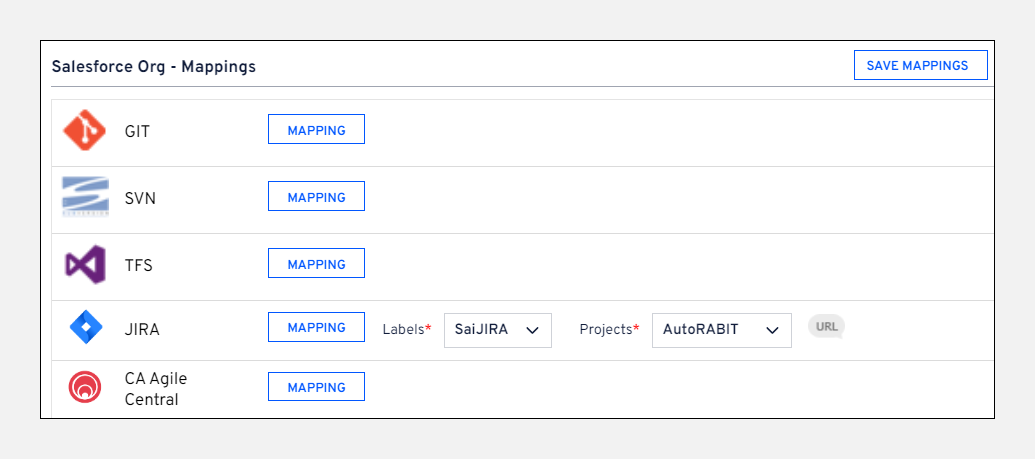 Salesforce Org - Mappings SAVE MAPPINGS
GIT MAPPING
SVN MAPPING
TFS MAPPING
JIRA MAPPING Labels* SaiJIRA Projects* AutoRABIT URL
CA Agile
Central MAPPING